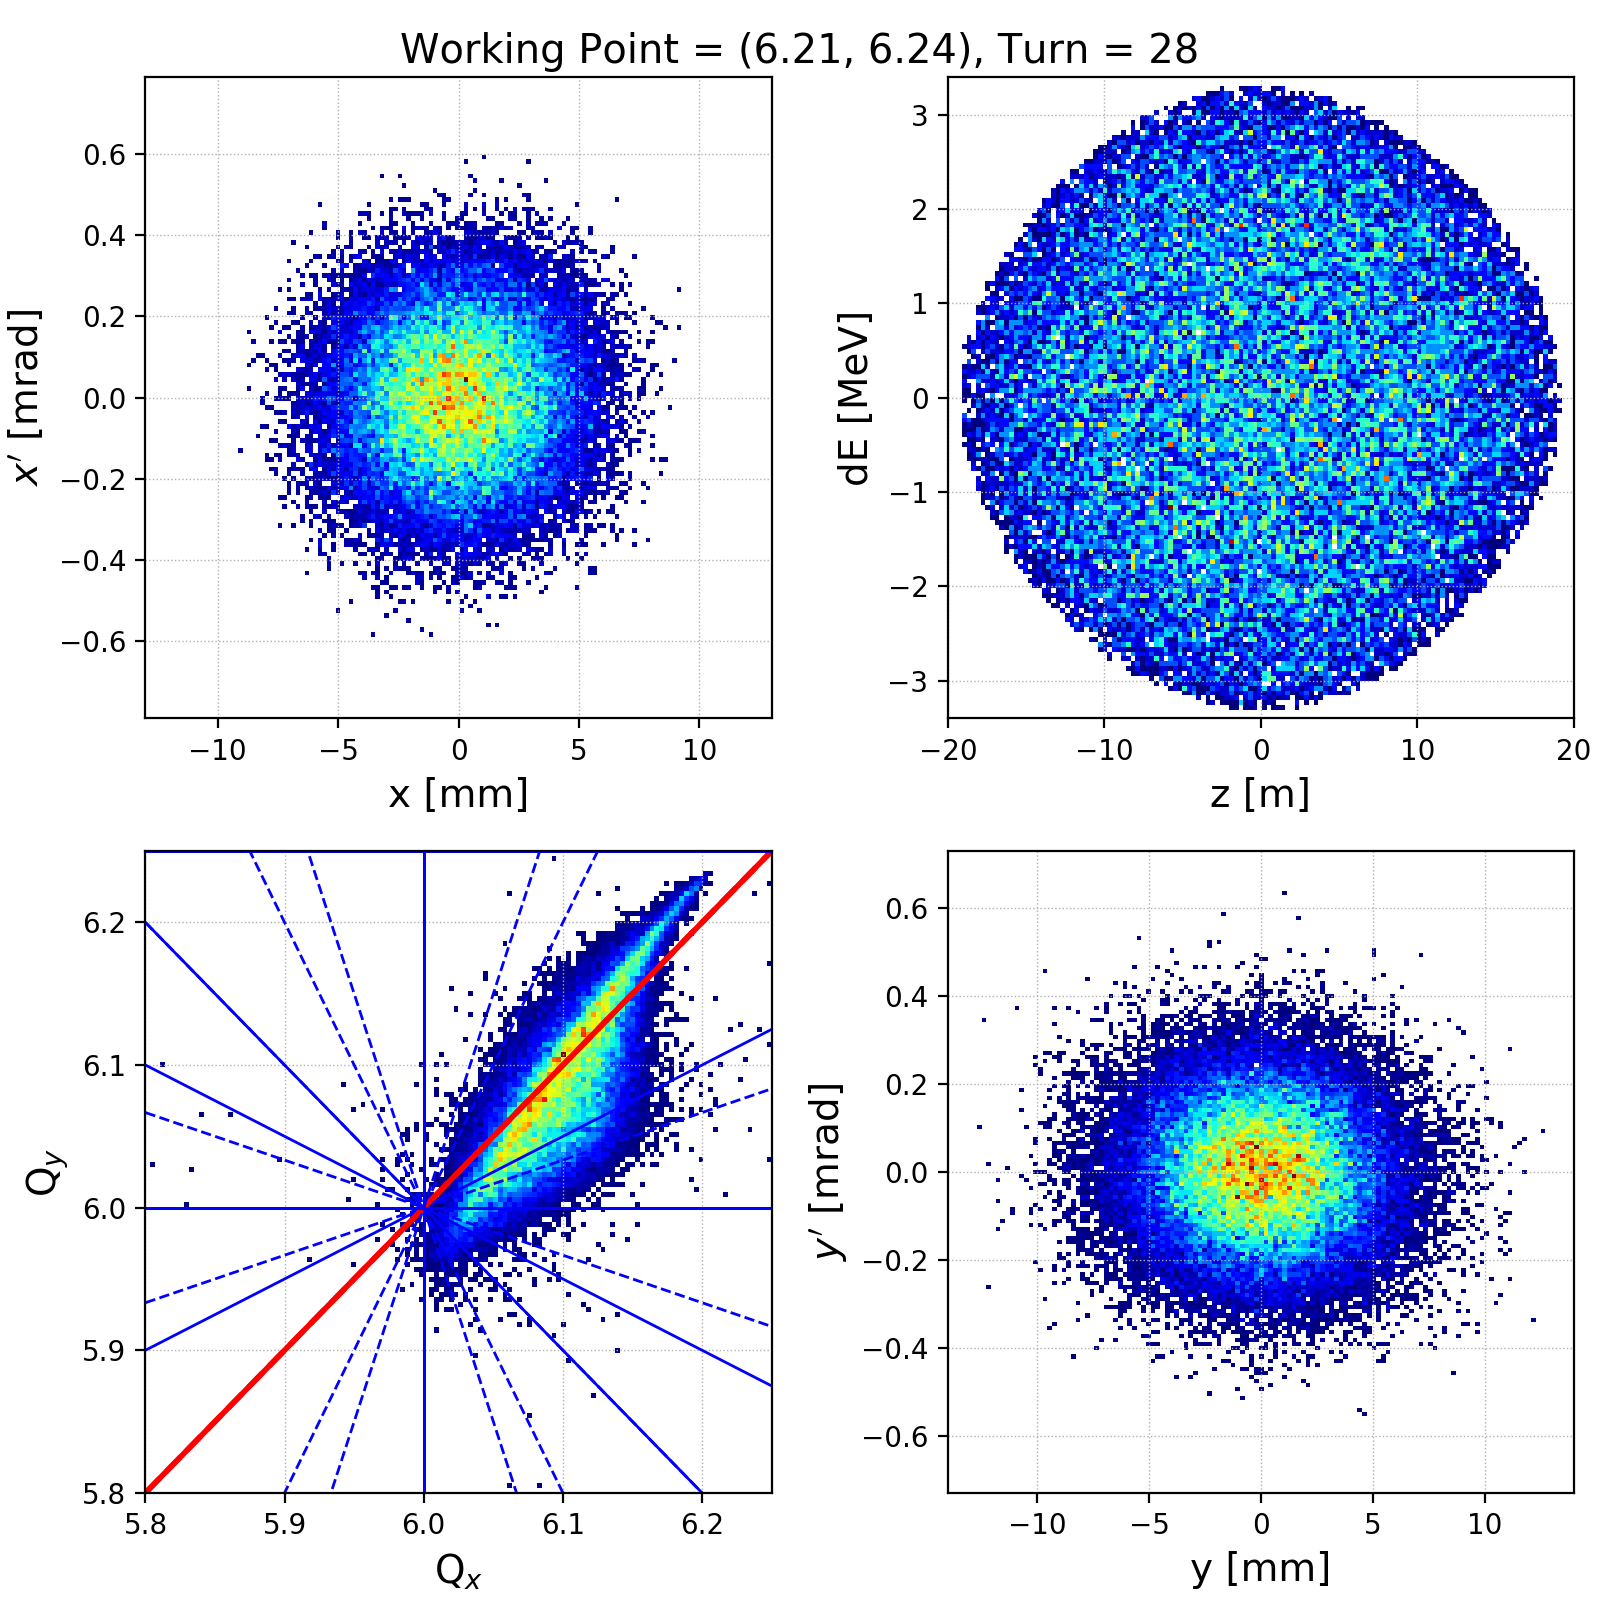 Working Point = (6.21, 6.24), Turn = 28
0.6
0.4
0.2
0.0
−0.2
−0.4
−0.6
x′ [mrad]
−10 −5 0 5 10
x [mm]
3
2
1
0
−1
−2
−3
dE [MeV]
−20 −10 0 10 20
z [m]
6.2
6.1
6.0
5.9
5.8
Qy
5.8 5.9 6.0 6.1 6.2
Qx
0.6
0.4
0.2
0.0
−0.2
−0.4
−0.6
y′ [mrad]
−10 −5 0 5 10
y [mm]